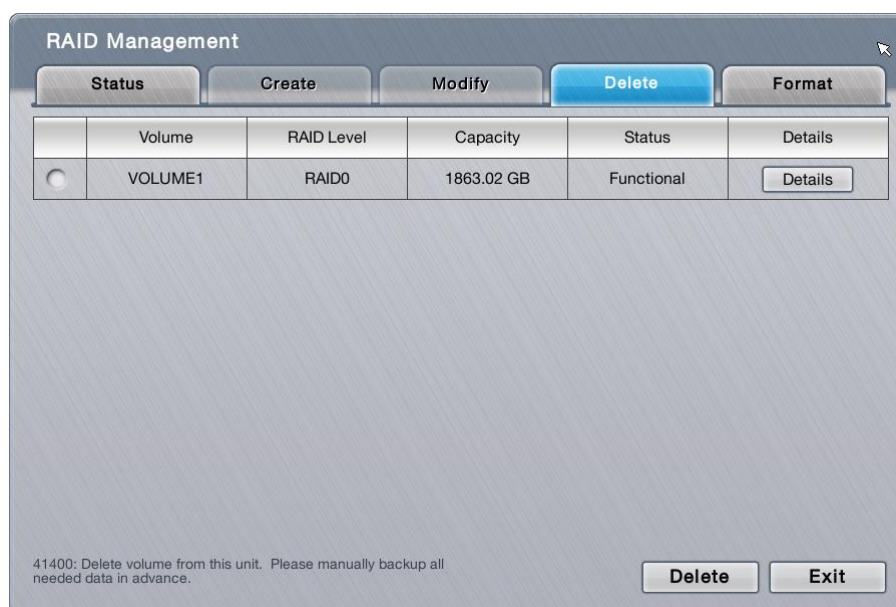 RAID Management
Status Create Modify Delete Format
Volume RAID Level Capacity Status Details
VOLUME1 RAID0 1863.02 GB Functional Details
41400: Delete volume from this unit. Please manually backup all
needed data in advance.
Delete Exit